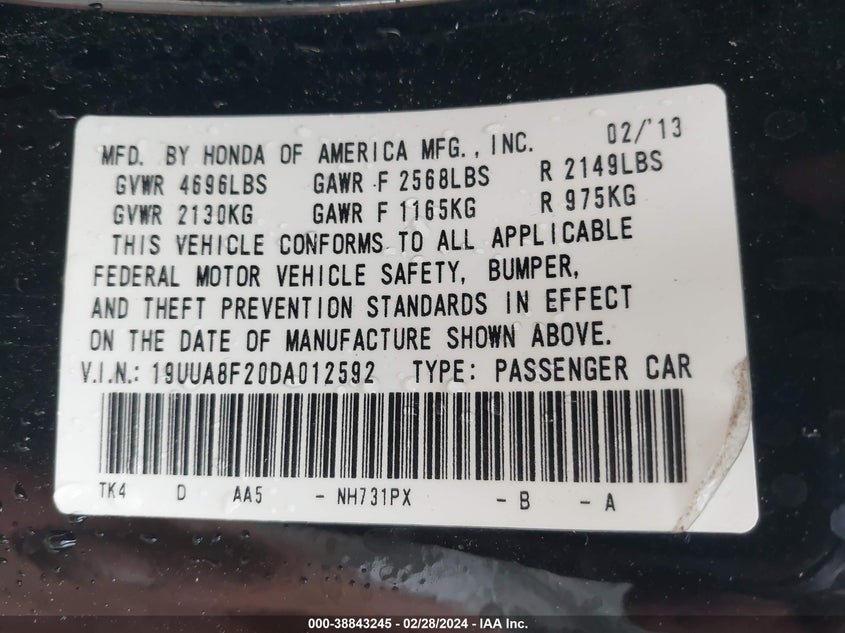 MFD. BY HONDA OF AMERICA MFG., INC. 02/'13
GVWR 4696LBS GAWR F 2568LBS R 2149LBS
GVWR 2130KG GAWR F 1165KG R 975KG
THIS VEHICLE CONFORMS TO ALL APPLICABLE
FEDERAL MOTOR VEHICLE SAFETY, BUMPER,
AND THEFT PREVENTION STANDARDS IN EFFECT
ON THE DATE OF MANUFACTURE SHOWN ABOVE.
V.I.N.: 19UUA8F20DA012592 TYPE: PASSENGER CAR
TK4 D AA5 - NH731PX - B - A
000-38843245 - 02/28/2024 - IAA Inc.